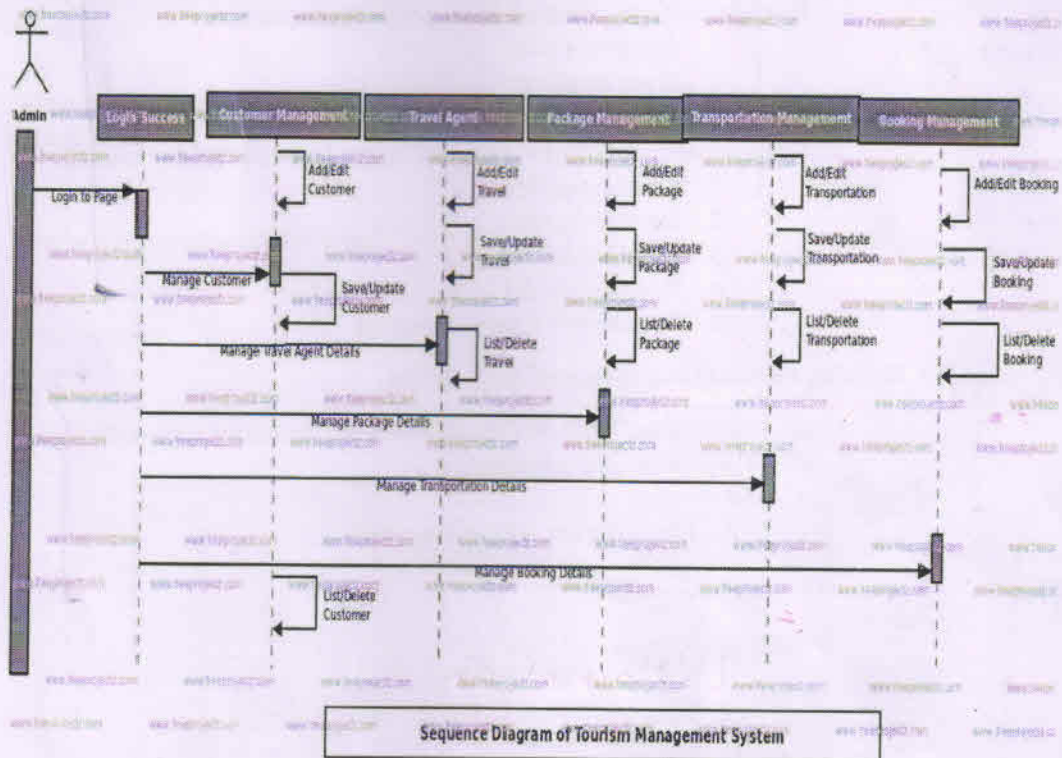 Admin
Login Success
Customer Management
Travel Agent
Package Management
Transportation Managemernt
Booking Management
Add/Edit
Customer
Add/Edit
Travel
Add/Edit
Package
Add/Edit
Transportation
Add/Edit Booking
Login to Page
Save/Update
Travel
Save/Update
Package
Save/Update
Transportation
Save/Update
Booking
Manage Customer
Save/Update
Customer
List/Delete
Travel
List/Delete
Package
List/Delete
Transportation
List/Delete
Booking
Manage Travel Agent Details
Manage Package Details
Manage Transportation Details
Manage Booking Details
List/Delete
Customer
Sequence Diagram of Tourism Management System